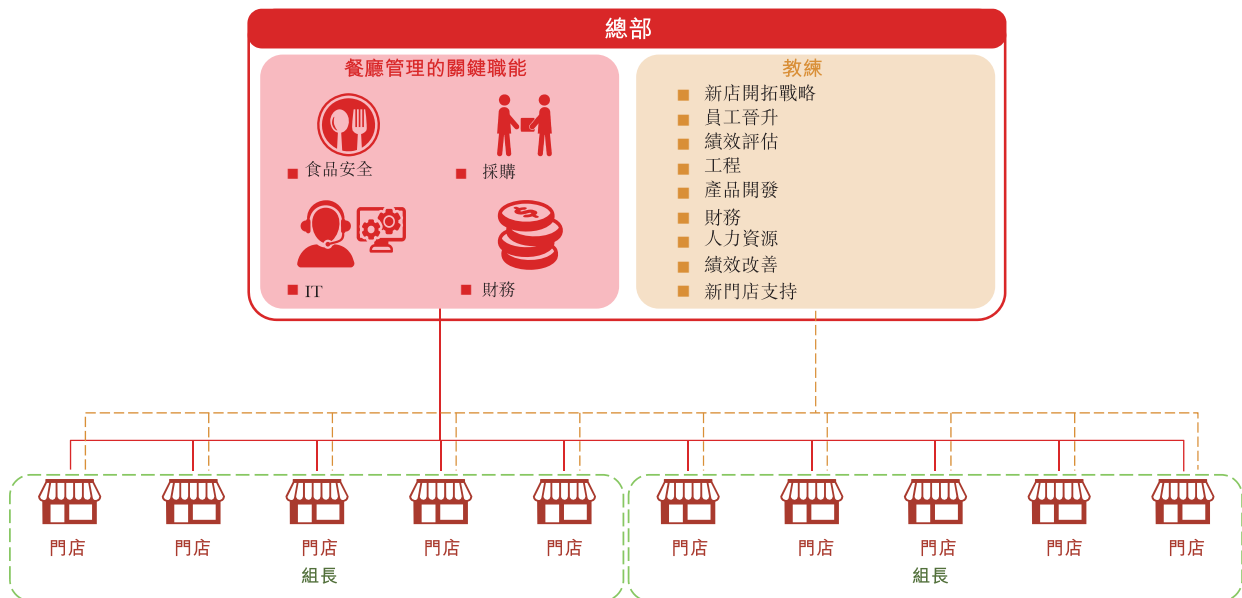 總部
餐廳管理的關鍵職能
食品安全
採購
IT
財務
教練
新店開拓戰略
員工晉升
績效評估
工程
產品開發
財務
人力資源
績效改善
新門店支持
門店
門店
門店
門店
門店
門店
門店
門店
門店
門店
組長
組長